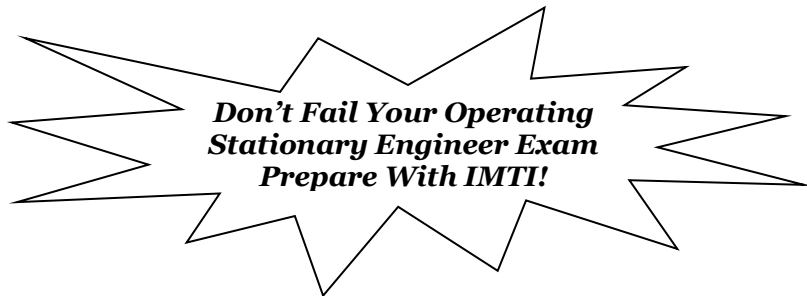 Don’t Fail Your Operating
Stationary Engineer Exam
Prepare With IMTI!